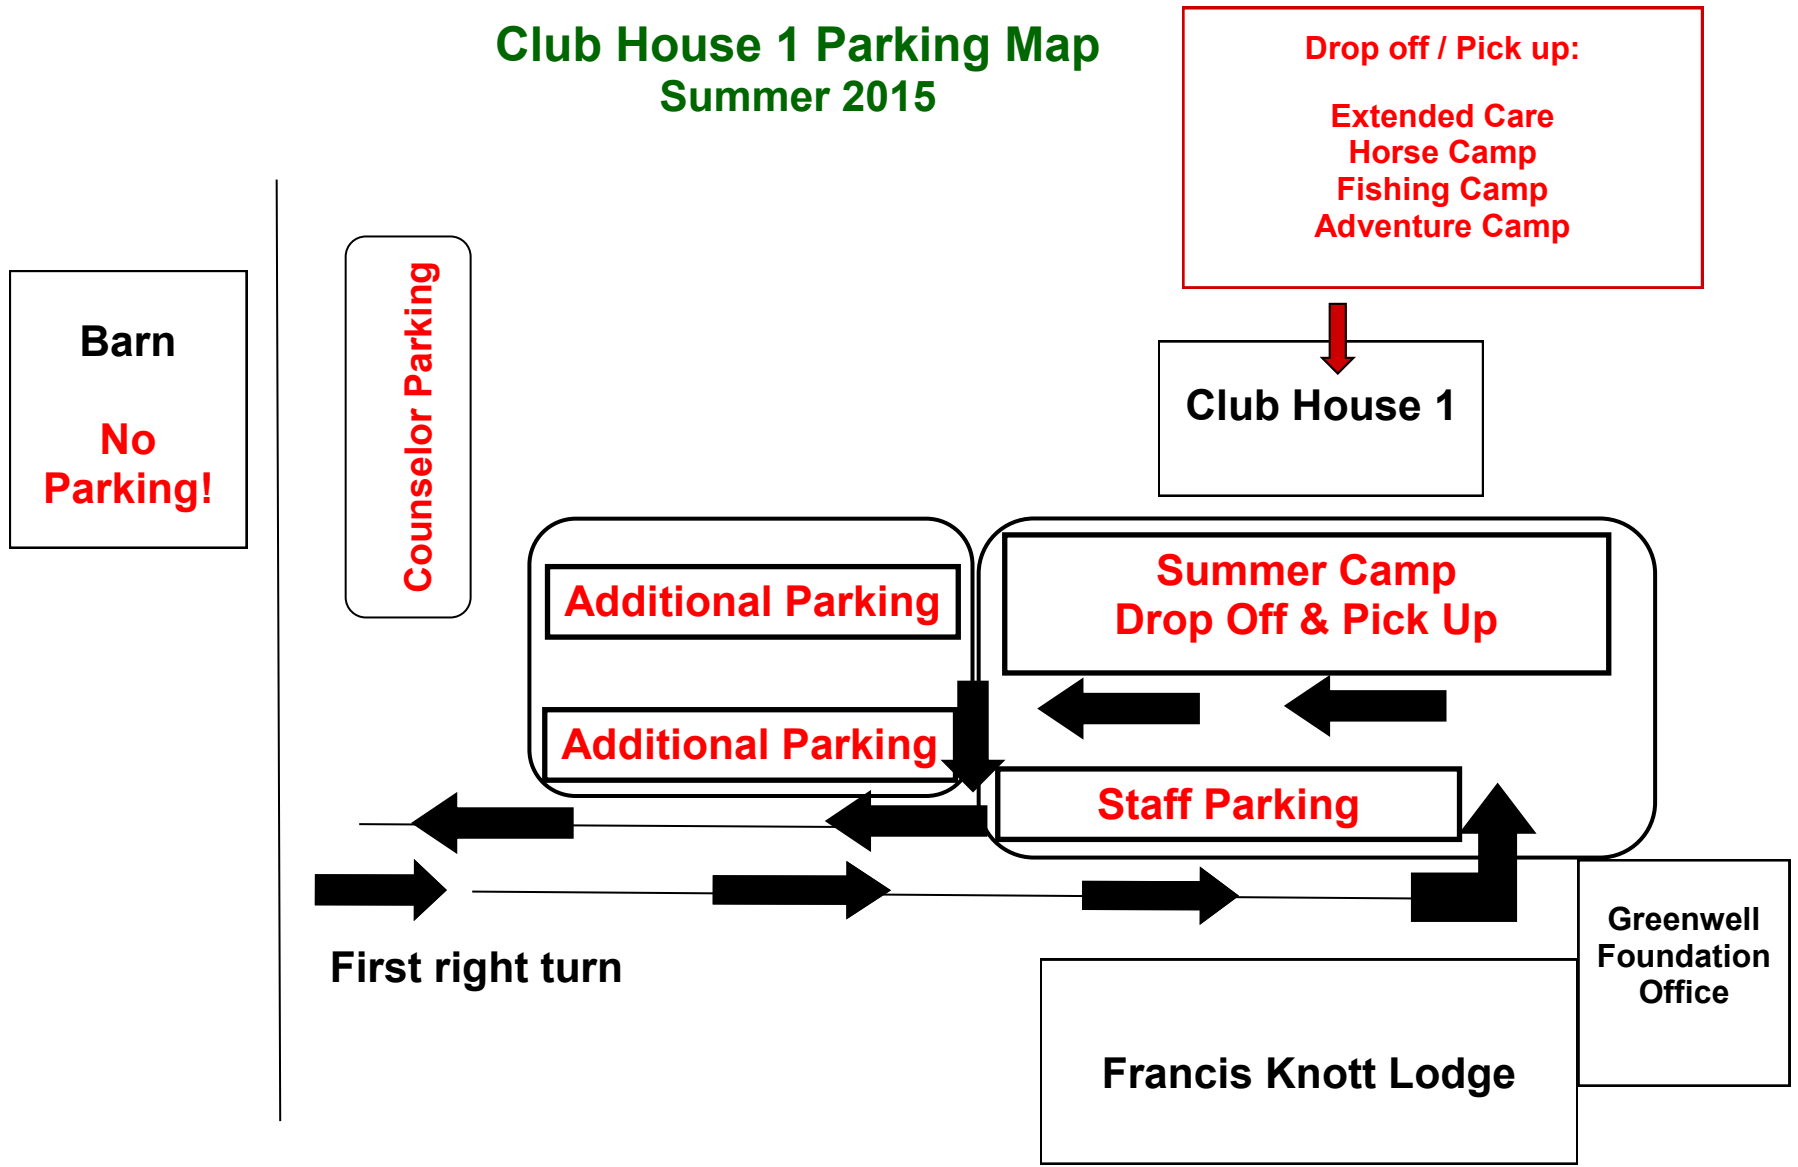 Club House 1 Parking Map
Summer 2015
Drop off / Pick up:
Extended Care
Horse Camp
Fishing Camp
Adventure Camp
Barn
No
Parking!
Counselor Parking
Club House 1
Additional Parking
Summer Camp
Drop Off & Pick Up
Additional Parking
Staff Parking
First right turn
Greenwell
Foundation
Office
Francis Knott Lodge